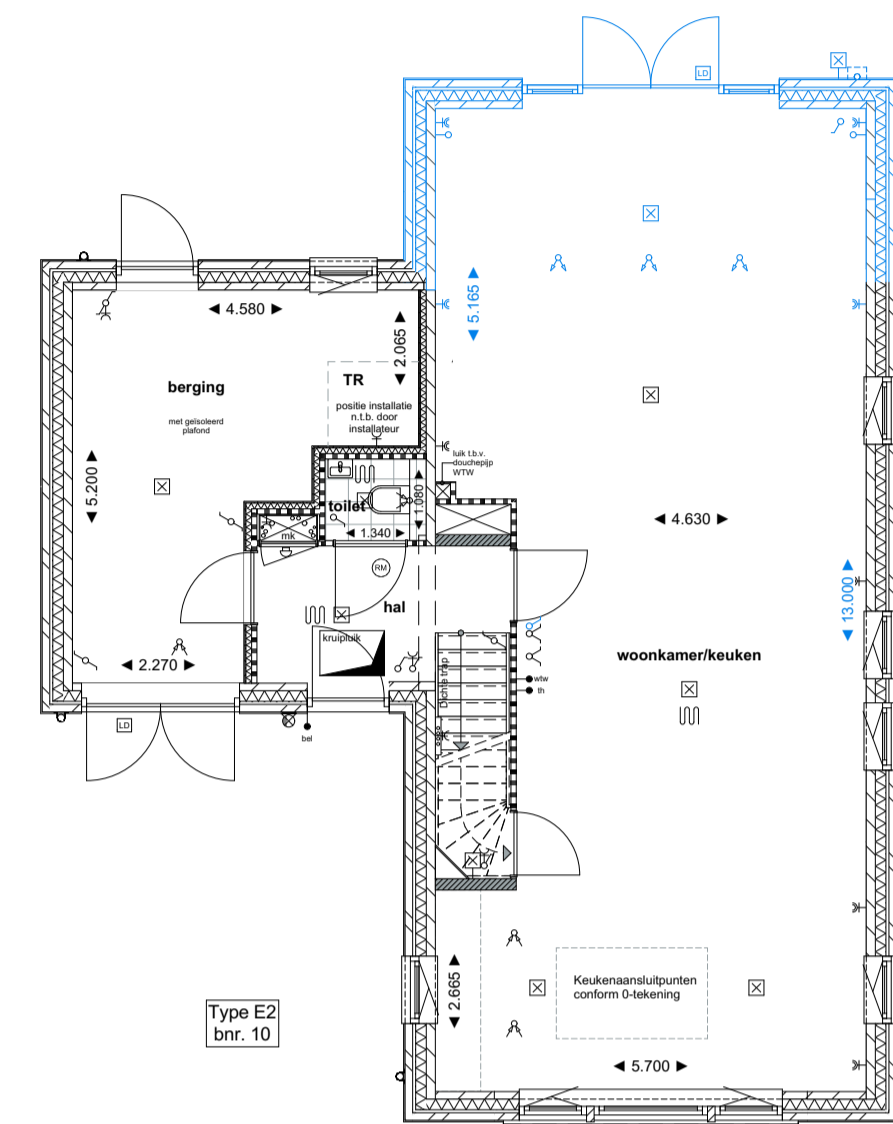 LD
4.580
2.065
5.165
berging
TR
met geïsoleerd
plafond
positie installatie
n.t.b. door
installateur
luik t.b.v.
douchepijp
WTW
5.200
toilet
1.080
1.340
mk
4.630
RM
hal
13.000
kruipluik
woonkamer/keuken
2.270
Dichte trap
wtw
th
LD
bel
Keukenaansluitpunten
conform 0-tekening
2.665
Type E2
bnr. 10
5.700